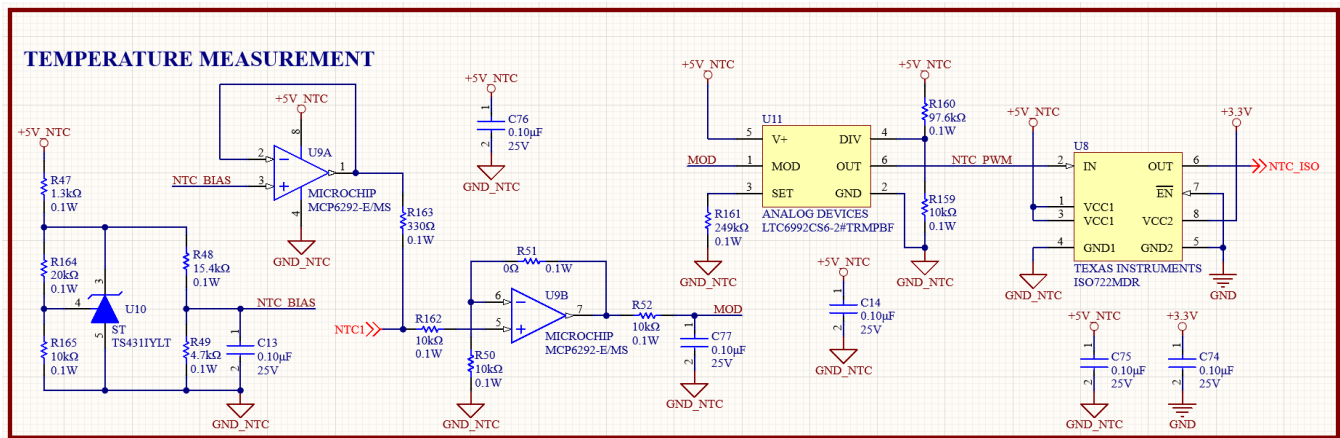 TEMPERATURE MEASUREMENT
+5V_NTC
R47
1.3kΩ
0.1W
R164
20kΩ
0.1W
R165
10kΩ
0.1W
3
4
5
U10
ST
TS431IYLT
R48
15.4kΩ
0.1W
R49
4.7kΩ
0.1W
NTC_BIAS
1
C13
0.10µF
25V
2
GND_NTC
NTC_BIAS
+5V_NTC
8
U9A
2
3
1
4
MICROCHIP
MCP6292-E/MS
GND_NTC
R163
330Ω
0.1W
+5V_NTC
1
C76
0.10µF
25V
2
GND_NTC
NTC1
R162
10kΩ
0.1W
R50
10kΩ
0.1W
GND_NTC
R51
0Ω
0.1W
6
5
7
U9B
MICROCHIP
MCP6292-E/MS
R52
10kΩ
0.1W
MOD
1
C77
0.10µF
25V
2
GND_NTC
+5V_NTC
MOD
U11
5
V+
1
MOD
3
SET
DIV
4
OUT
6
GND
2
ANALOG DEVICES
LTC6992CS6-2#TRMPBF
R161
249kΩ
0.1W
GND_NTC
+5V_NTC
R160
97.6kΩ
0.1W
R159
10kΩ
0.1W
GND_NTC
NTC_PWM
+5V_NTC
1
C14
0.10µF
25V
2
GND_NTC
+5V_NTC
U8
2
IN
1
VCC1
3
VCC1
4
GND1
OUT
6
EN
7
VCC2
8
GND2
5
TEXAS INSTRUMENTS
ISO722MDR
GND_NTC
+3.3V
NTC_ISO
GND
+5V_NTC
1
C75
0.10µF
25V
2
GND_NTC
+3.3V
1
C74
0.10µF
25V
2
GND